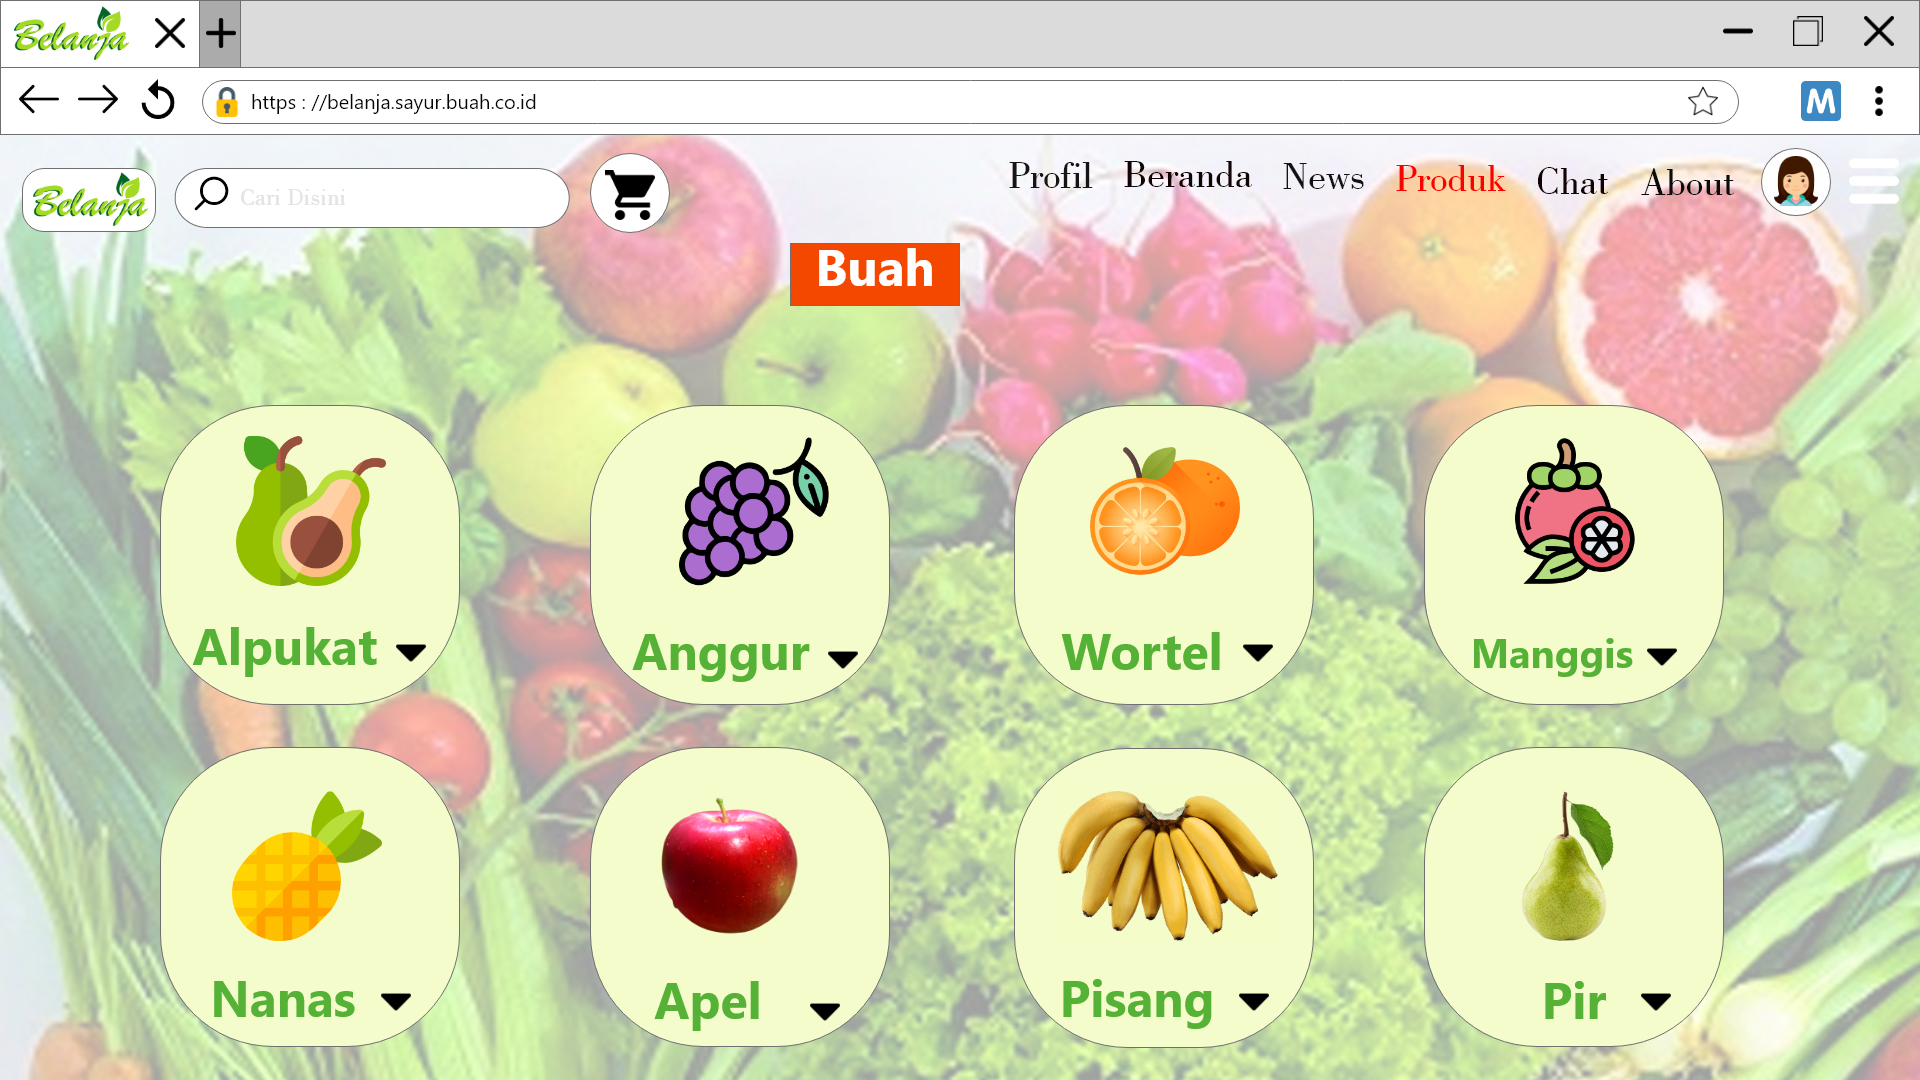 Belanja
https : //belanja.sayur.buah.co.id
M
Belanja
Cari Disini
Profil
Beranda
News
Produk
Chat
About
Buah
Alpukat
Anggur
Wortel
Manggis
Nanas
Apel
Pisang
Pir